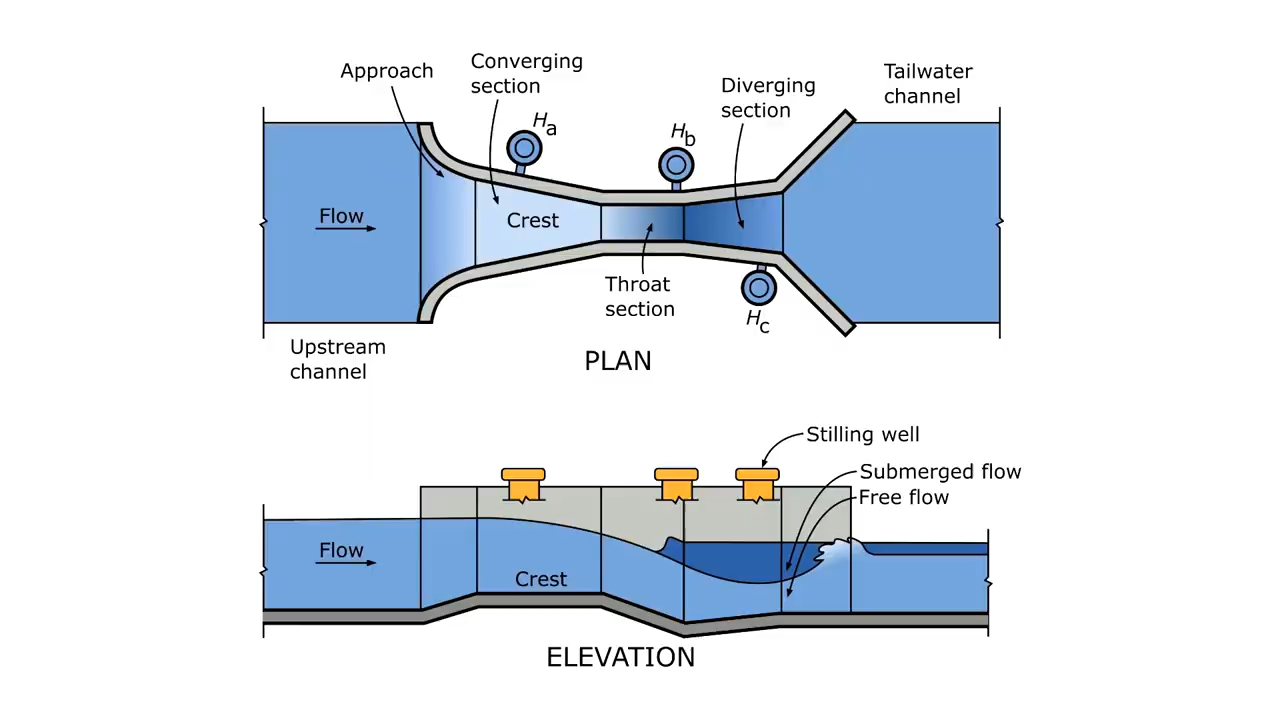 Approach
Converging
section
Diverging
section
Tailwater
channel
Ha
Hb
Flow
Crest
Throat
section
Hc
Upstream
channel
PLAN
Stilling well
Submerged flow
Free flow
Flow
Crest
ELEVATION